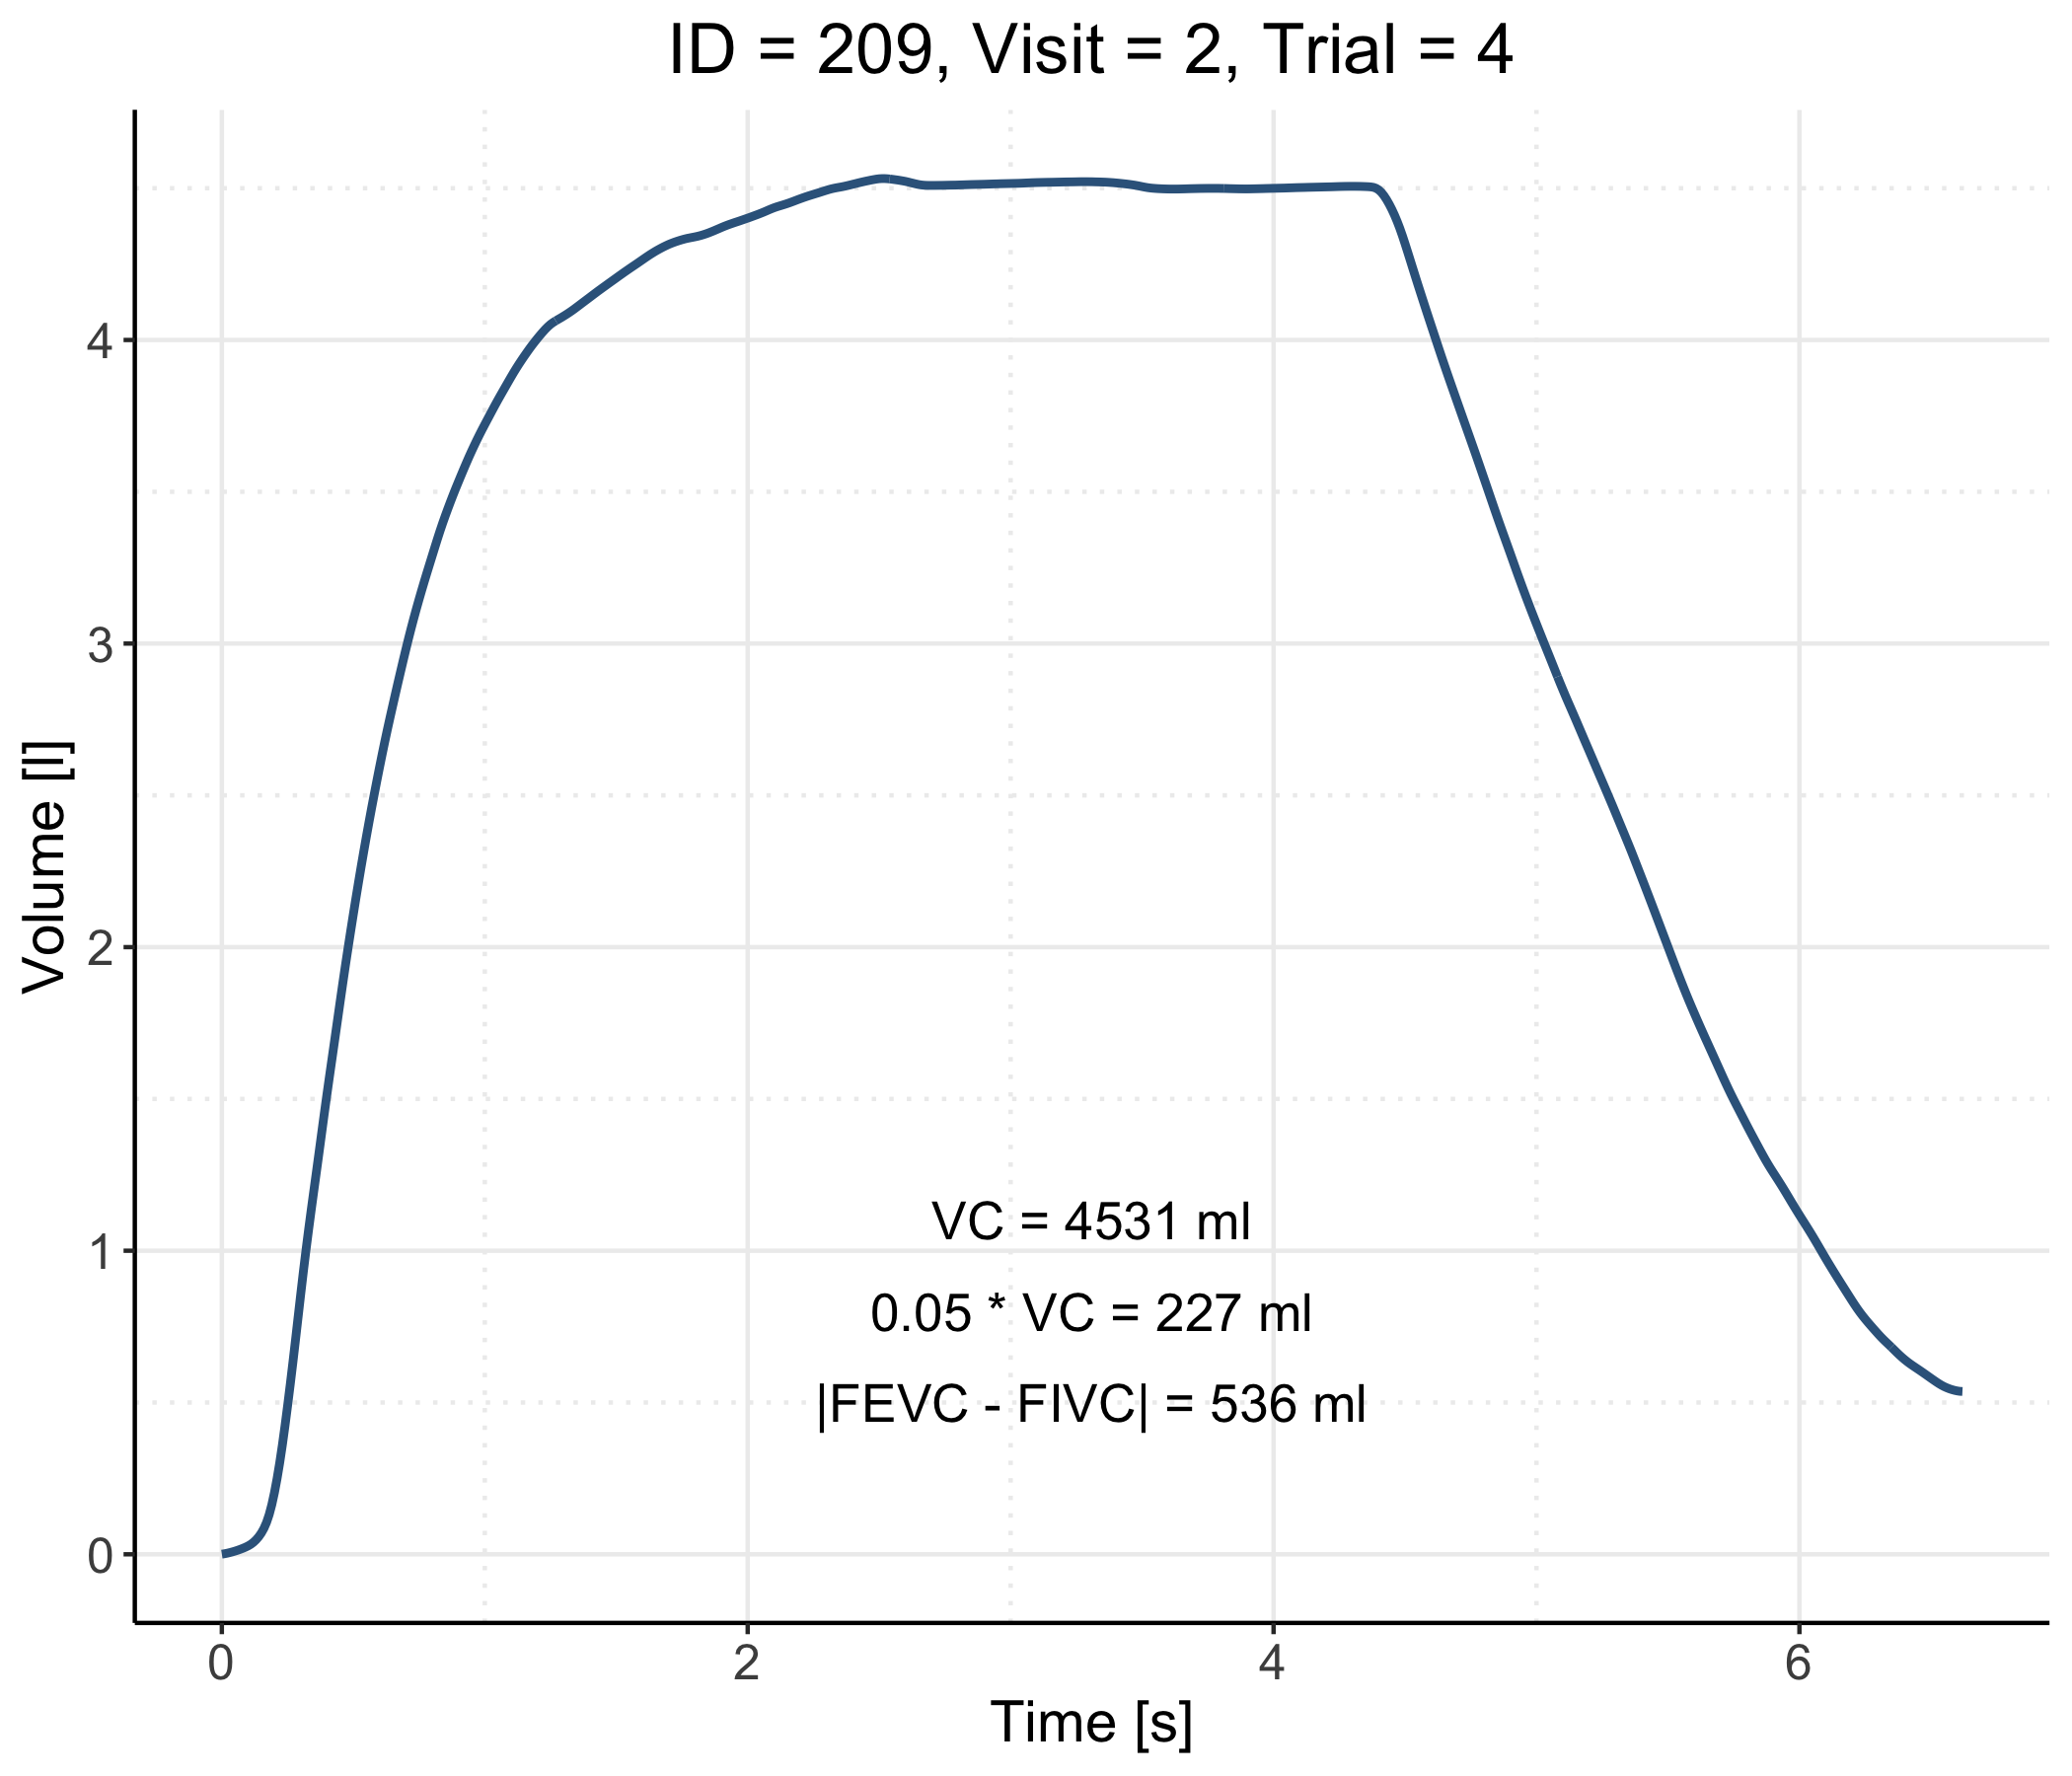 ID = 209, Visit = 2, Trial = 4
Volume [l]
4
3
2
1
0
VC = 4531 ml
0.05 * VC = 227 ml
|FEVC - FIVC| = 536 ml
0 2 4 6
Time [s]